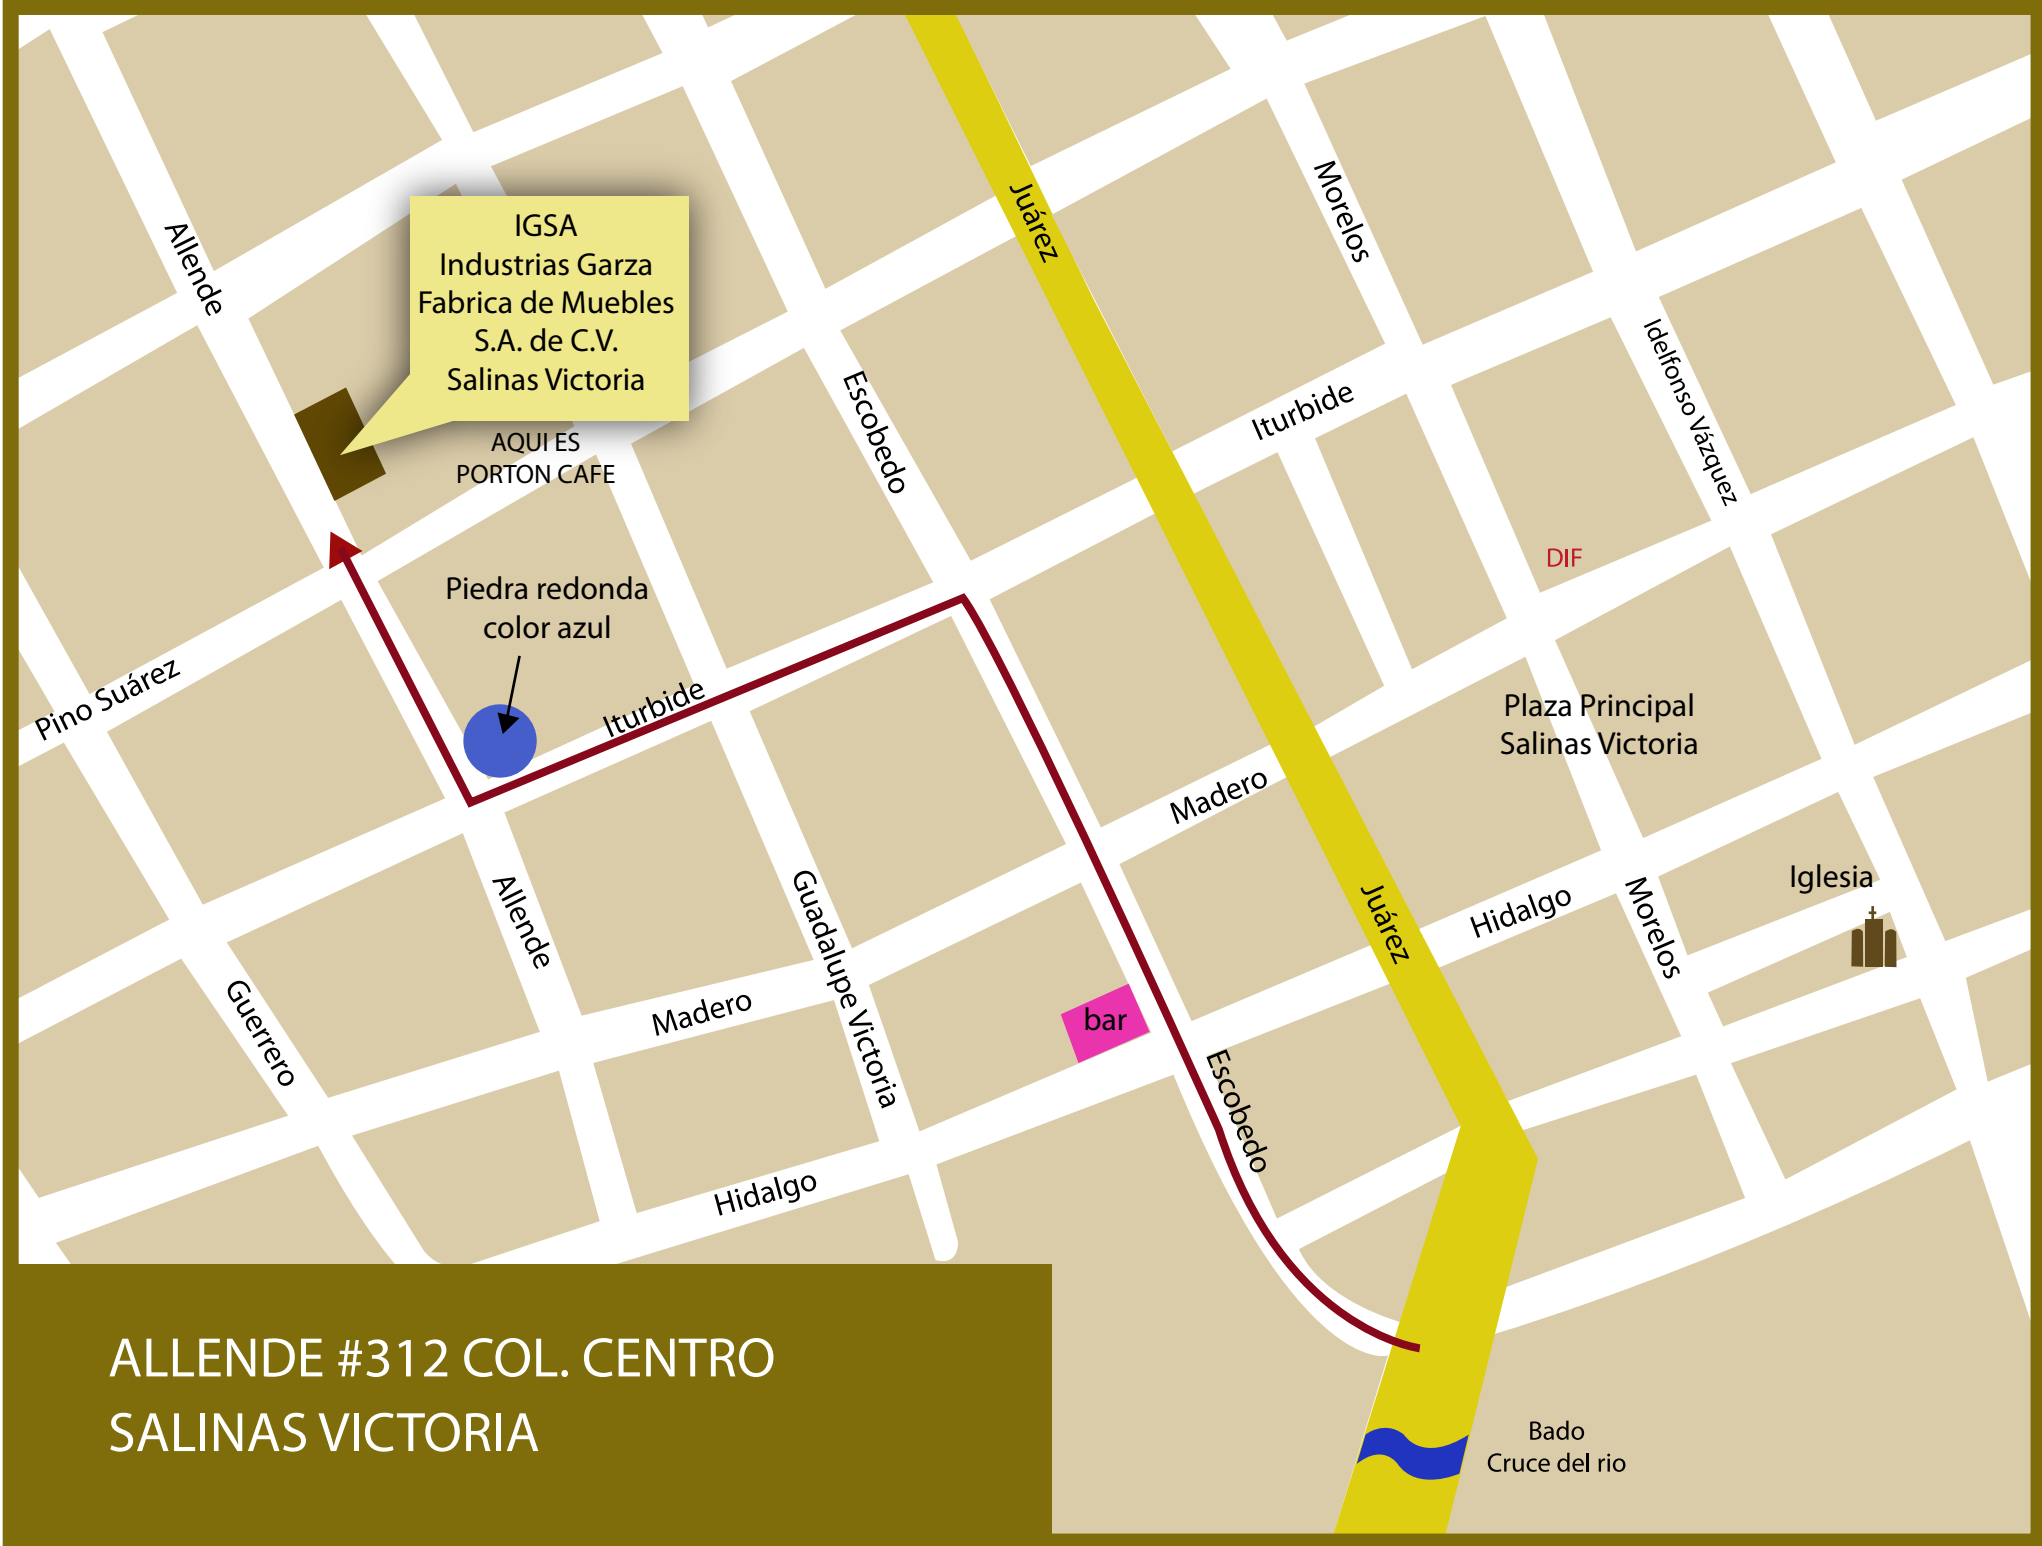 Allende
IGSA
Industrias Garza
Fabrica de Muebles
S.A. de C.V.
Salinas Victoria
AQUI ES
PORTON CAFE
Juárez
Morelos
Idelfonso Vázquez
Escobedo
Iturbide
DIF
Piedra redonda
color azul
Pino Suárez
Iturbide
Plaza Principal
Salinas Victoria
Madero
Iglesia
Hidalgo
Morelos
Juárez
Allende
Guadalupe Victoria
Guerrero
Madero
bar
Escobedo
Hidalgo
ALLENDE #312 COL. CENTRO
SALINAS VICTORIA
Bado
Cruce del rio